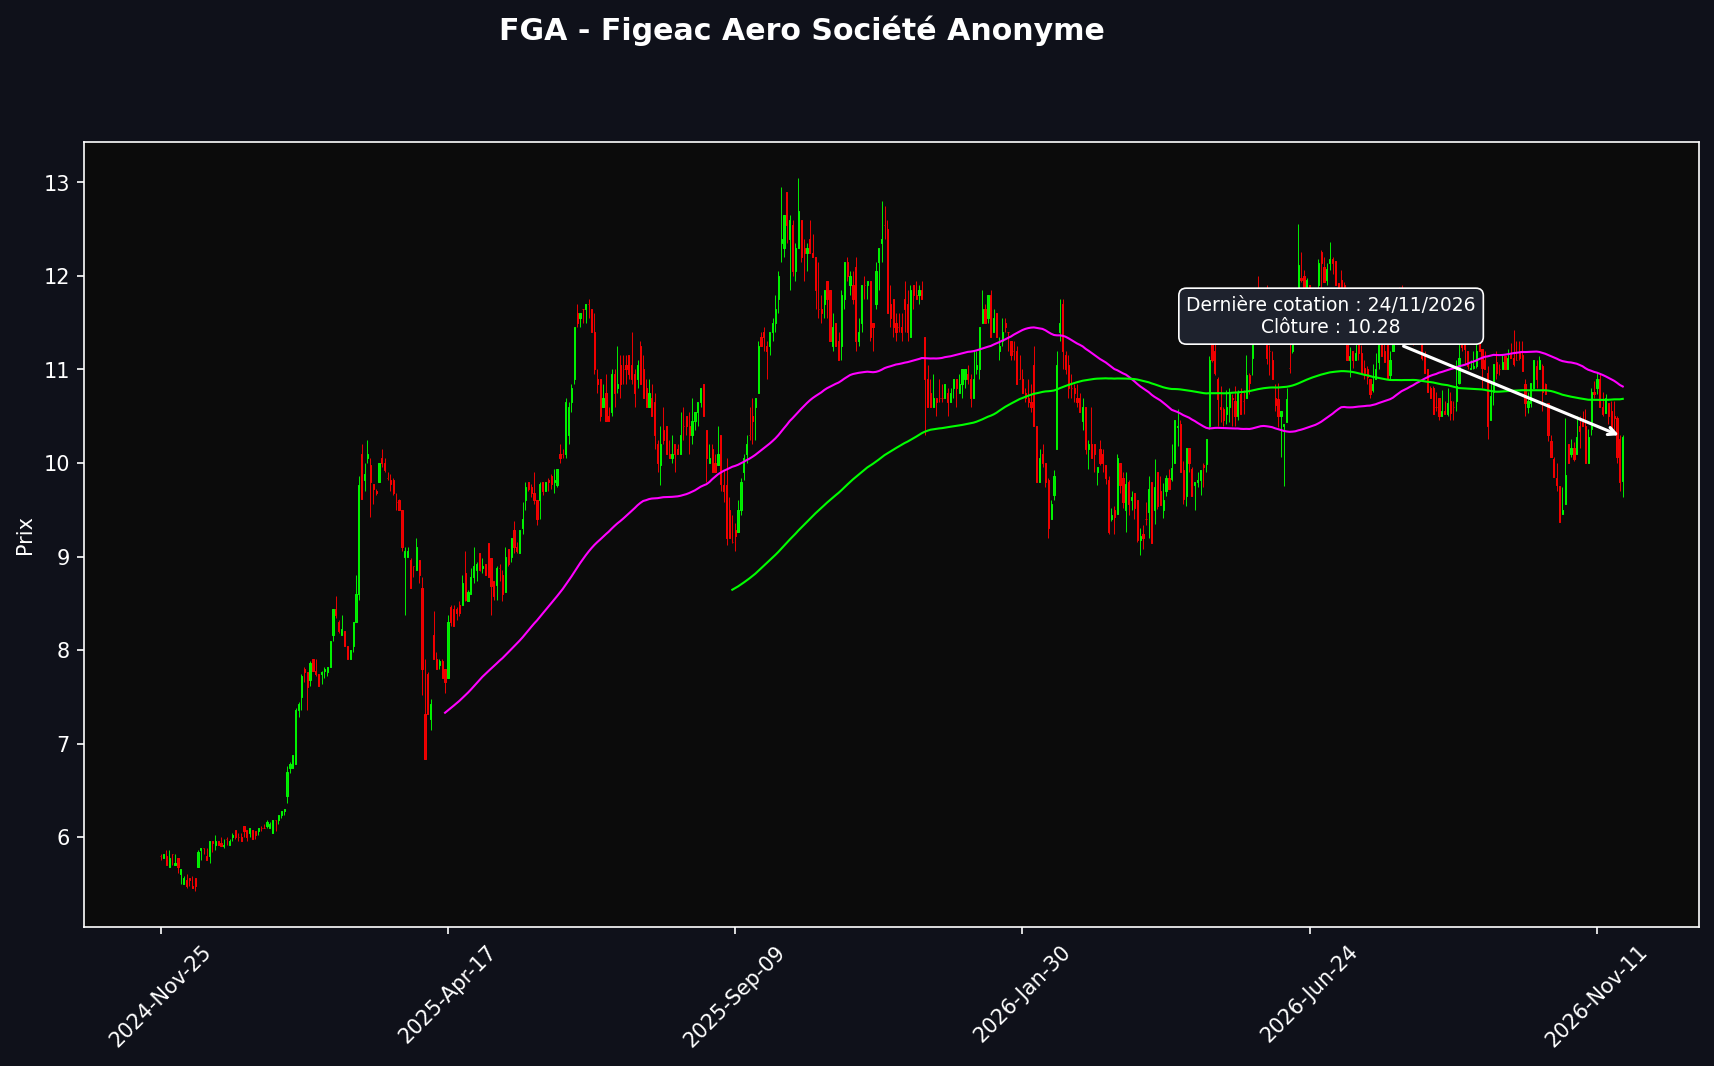 FGA - Figeac Aero Société Anonyme
Prix
13
12
11
10
9
8
7
6
Dernière cotation : 24/11/2026
Clôture : 10.28
2024-Nov-25
2025-Apr-17
2025-Sep-09
2026-Jan-30
2026-Jun-24
2026-Nov-11